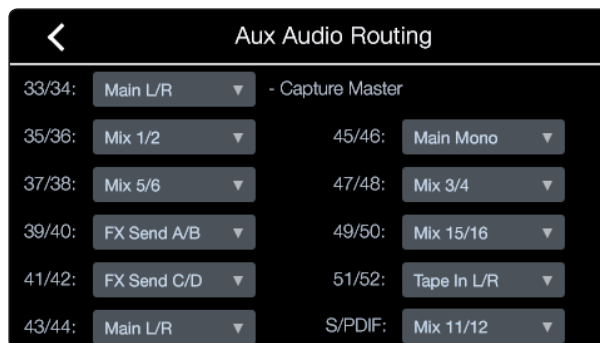 Aux Audio Routing
33/34: Main L/R - Capture Master
35/36: Mix 1/2 45/46: Main Mono
37/38: Mix 5/6 47/48: Mix 3/4
39/40: FX Send A/B 49/50: Mix 15/16
41/42: FX Send C/D 51/52: Tape In L/R
43/44: Main L/R S/PDIF: Mix 11/12